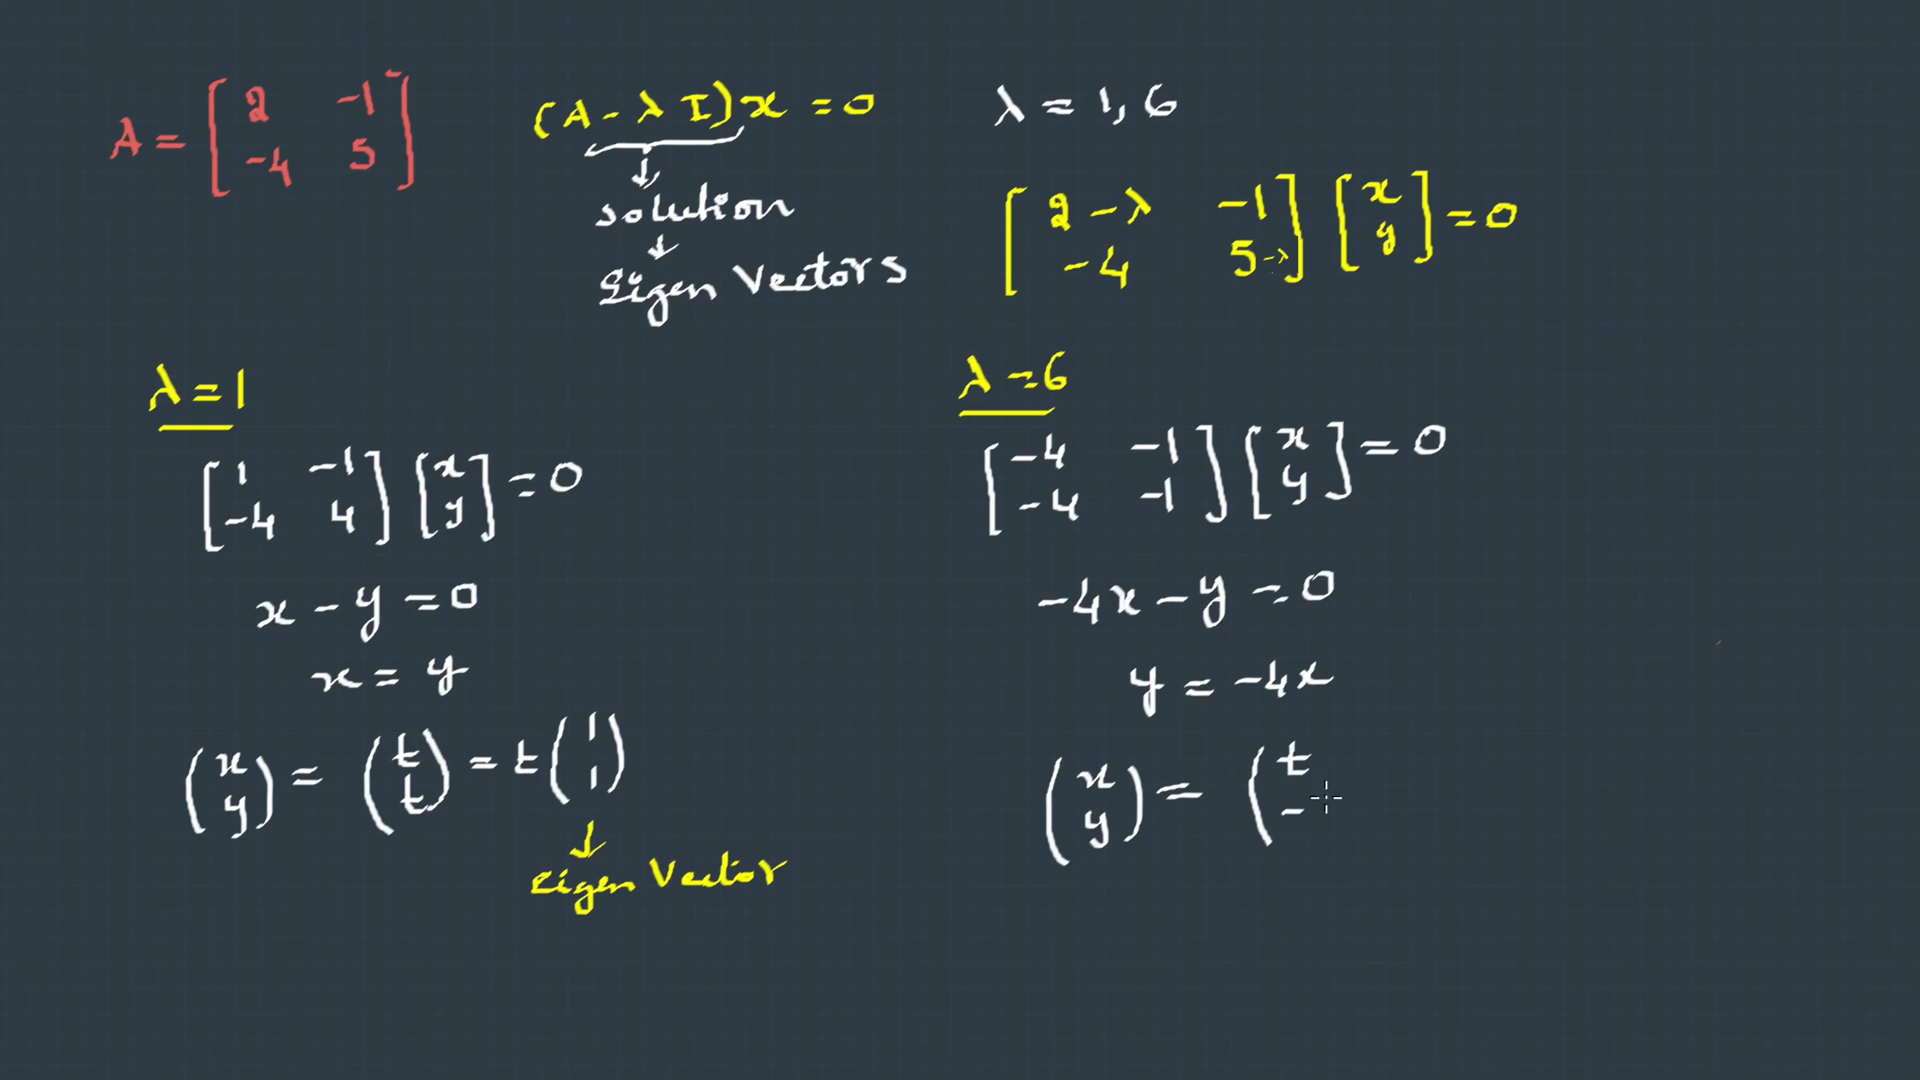 A = [2 -1
-4 5]
(A - λ I)x = 0
↓
solution
↓
Eigen Vectors
λ = 1, 6
[2 - λ -1
-4 5-λ] [x
y] = 0
λ = 1
[1 -1
-4 4] [x
y] = 0
x - y = 0
x = y
(x
y) = (t
t) = t(1
1)
↓
Eigen Vector
λ = 6
[-4 -1
-4 -1] [x
y] = 0
-4x - y = 0
y = -4x
(x
y) = (t
-